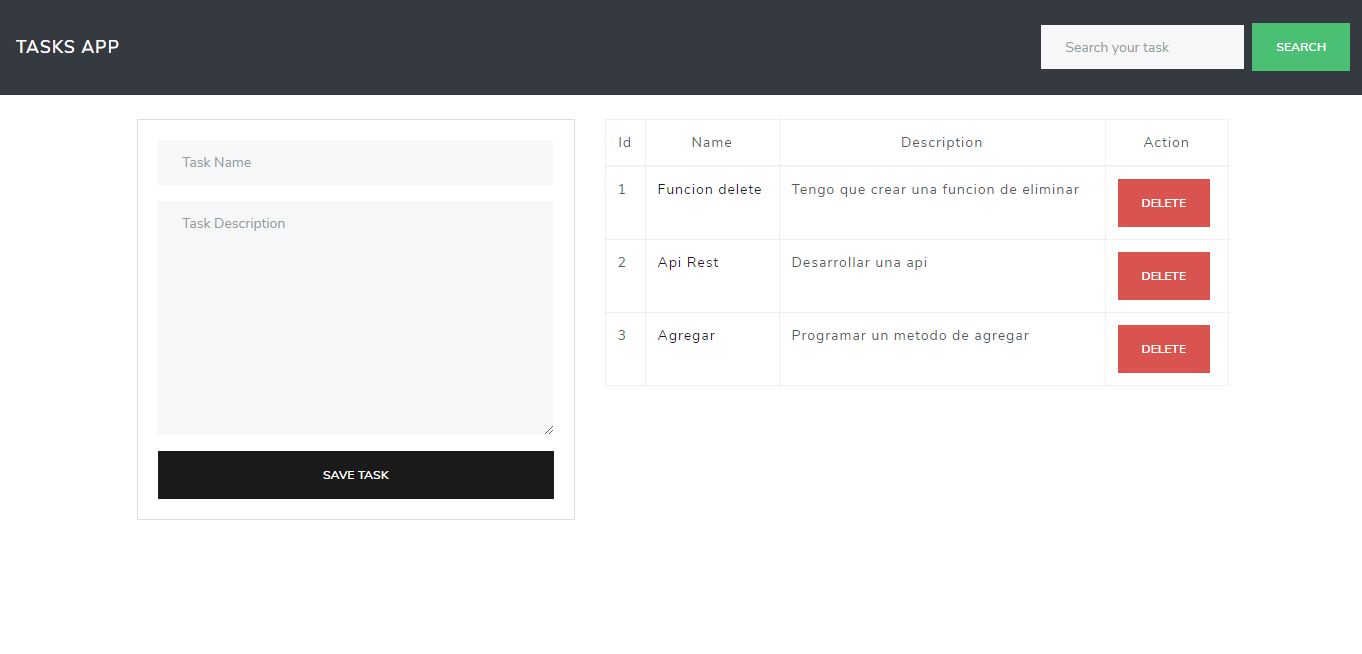 TASKS APP
Search your task
SEARCH
Task Name
Task Description
SAVE TASK
Id Name Description Action
1 Funcion delete Tengo que crear una funcion de eliminar DELETE
2 Api Rest Desarrollar una api DELETE
3 Agregar Programar un metodo de agregar DELETE